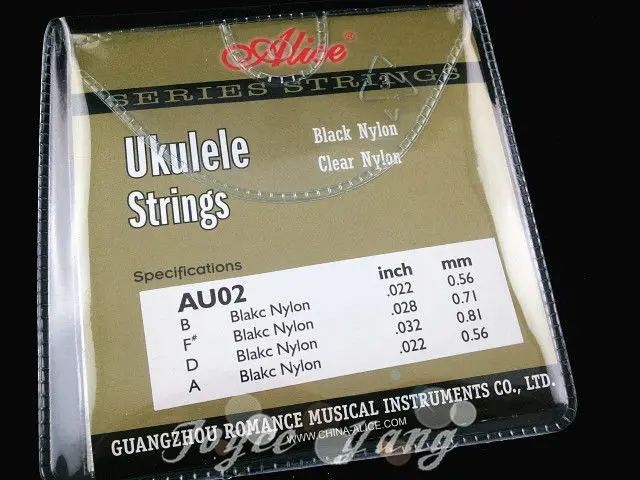 Alice®
SERIES STRINGS
Ukulele
Strings
Black Nylon
Clear Nylon
Specifications
AU02 inch mm
B Blakc Nylon .022 0.56
F# Blakc Nylon .028 0.71
D Blakc Nylon .032 0.81
A Blakc Nylon .022 0.56
GUANGZHOU ROMANCE MUSICAL INSTRUMENTS CO., LTD.
WWW.CHINA-ALICE.COM
Joyee yang